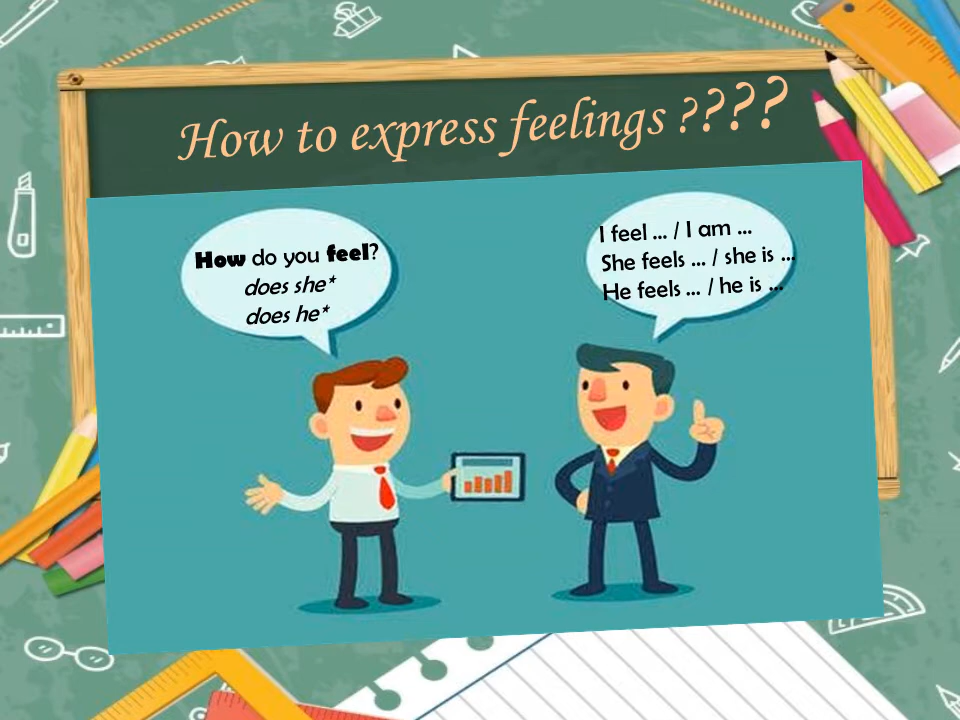 How to express feelings ????
How do you feel?
does she*
does he*
I feel ... / I am ...
She feels ... / she is ...
He feels ... / he is ...